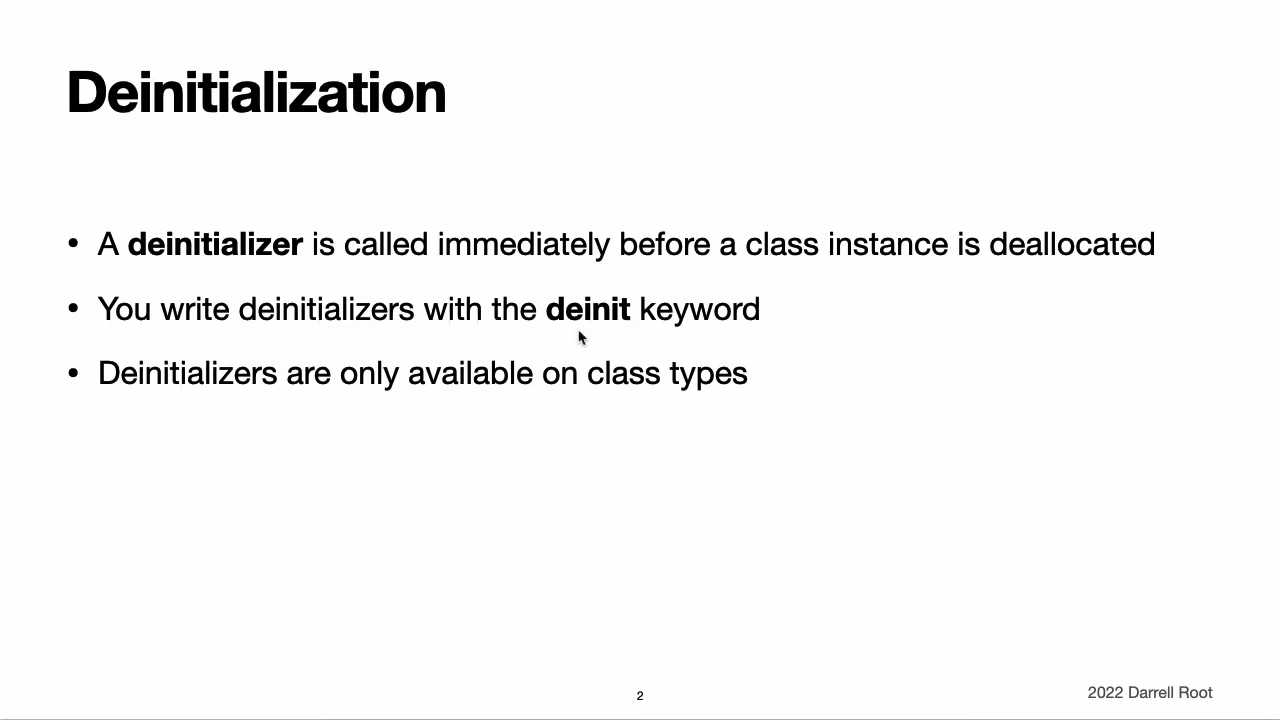 Deinitialization
• A deinitializer is called immediately before a class instance is deallocated
• You write deinitializers with the deinit keyword
• Deinitializers are only available on class types
2
2022 Darrell Root